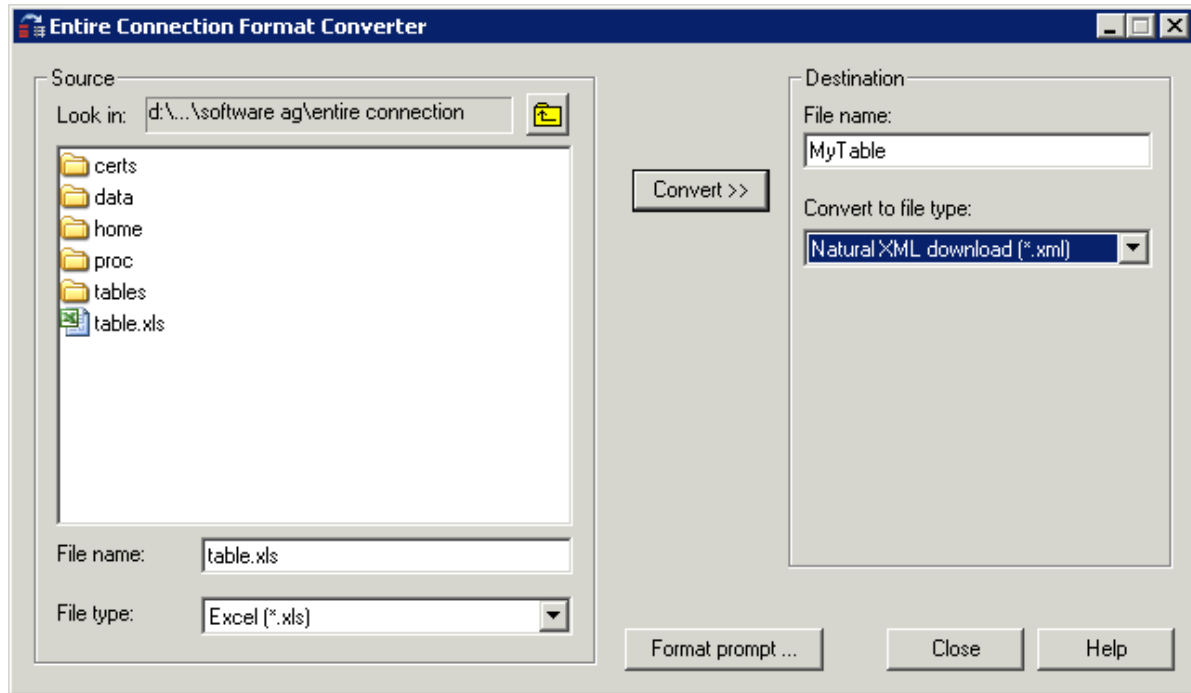 Entire Connection Format Converter
Source
Look in: d:\...\software ag\entire connection
certs
data
home
proc
tables
table.xls
File name: table.xls
File type: Excel (*.xls)
Convert >>
Destination
File name:
MyTable
Convert to file type:
Natural XML download (*.xml)
Format prompt ...
Close
Help